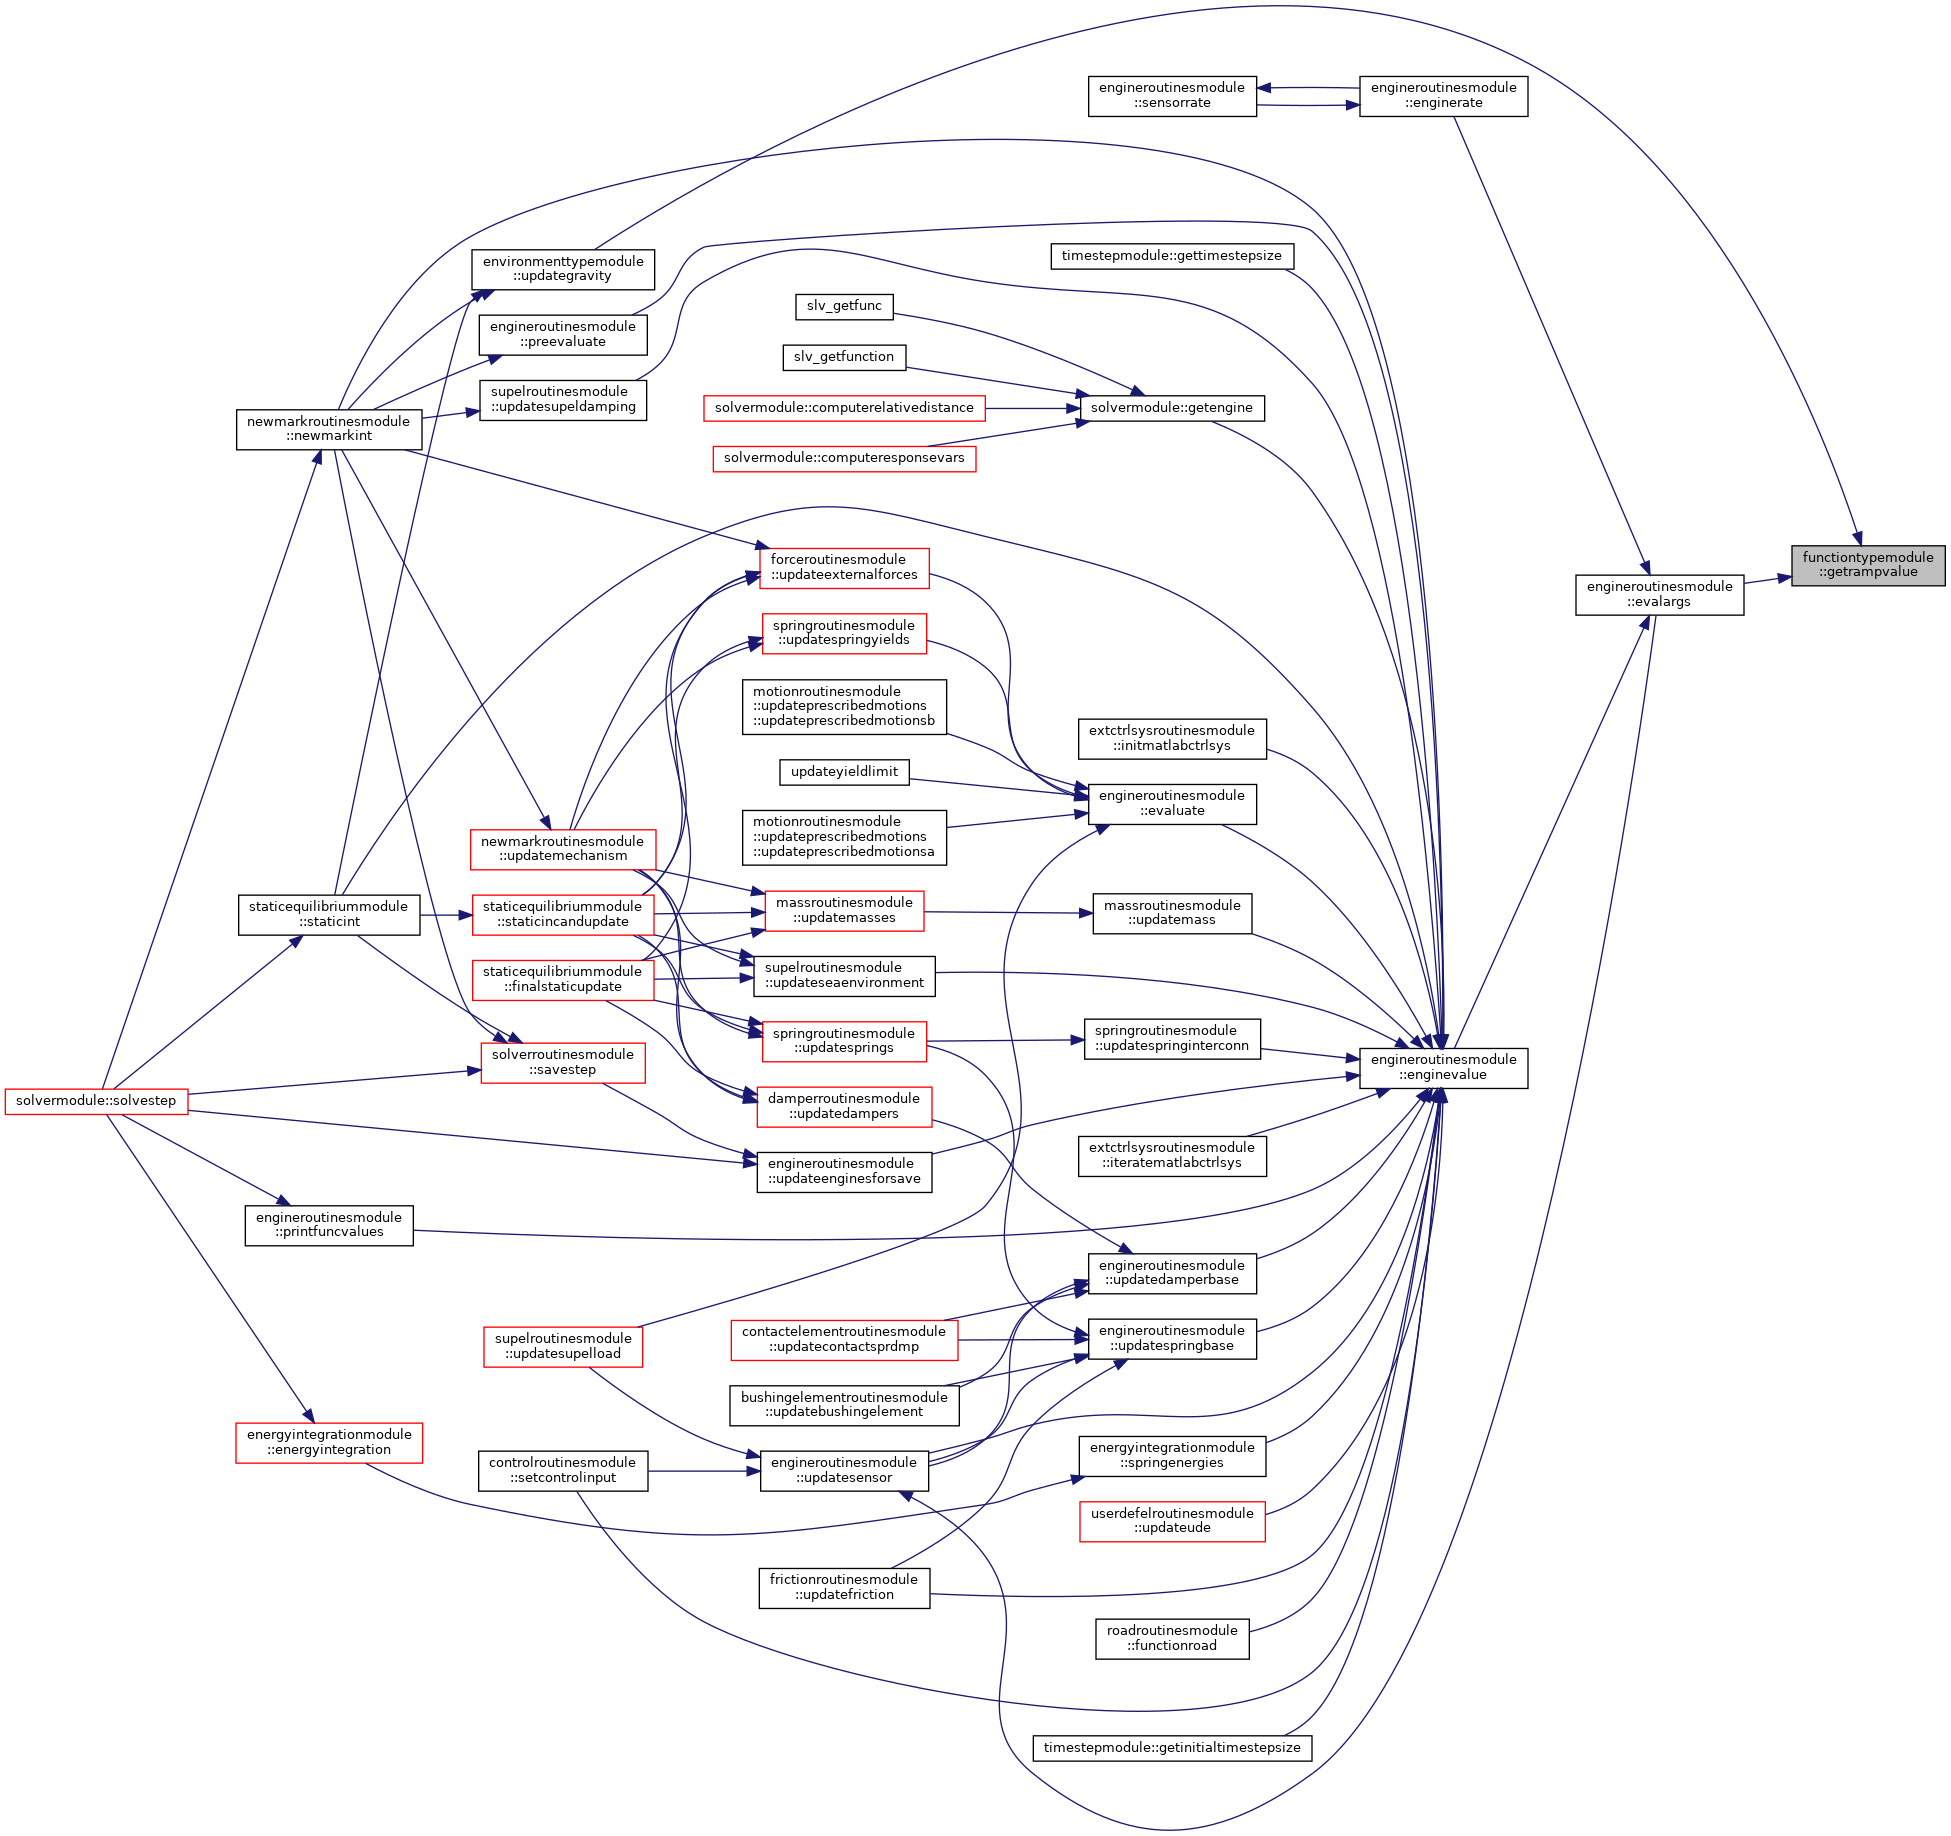 engineroutinesmodule
::sensorrate
engineroutinesmodule
::enginerate
environmenttypemodule
::updategravity
timestepmodule::gettimestepsize
slv_getfunc
engineroutinesmodule
::preevaluate
slv_getfunction
supelroutinesmodule
::updatesupeldamping
solvermodule::computerelativedistance
solvermodule::getengine
newmarkroutinesmodule
::newmarkint
solvermodule::computeresponsevars
functiontypemodule
::getrampvalue
forceroutinesmodule
::updateexternalforces
engineroutinesmodule
::evalargs
springroutinesmodule
::updatespringyields
motionroutinesmodule
::updateprescribedmotions
::updateprescribedmotionsb
extctrlsysroutinesmodule
::initmatlabctrlsys
updateyieldlimit
engineroutinesmodule
::evaluate
motionroutinesmodule
::updateprescribedmotions
::updateprescribedmotionsa
newmarkroutinesmodule
::updatemechanism
staticequilibriummodule
::staticint
staticequilibriummodule
::staticincandupdate
massroutinesmodule
::updatemasses
massroutinesmodule
::updatemass
staticequilibriummodule
::finalstaticupdate
supelroutinesmodule
::updateseaenvironment
springroutinesmodule
::updatesprings
springroutinesmodule
::updatespringinterconn
solverroutinesmodule
::savestep
engineroutinesmodule
::enginevalue
solvermodule::solvestep
damperroutinesmodule
::updatedampers
extctrlsysroutinesmodule
::iteratematlabctrlsys
engineroutinesmodule
::updateenginesforsave
engineroutinesmodule
::printfuncvalues
engineroutinesmodule
::updatedamperbase
supelroutinesmodule
::updatesupelload
contactelementroutinesmodule
::updatecontactsprdmp
engineroutinesmodule
::updatespringbase
bushingelementroutinesmodule
::updatebushingelement
energyintegrationmodule
::energyintegration
controlroutinesmodule
::setcontrolinput
engineroutinesmodule
::updatesensor
energyintegrationmodule
::springenergies
userdefelroutinesmodule
::updateude
frictionroutinesmodule
::updatefriction
roadroutinesmodule
::functionroad
timestepmodule::getinitialtimestepsize